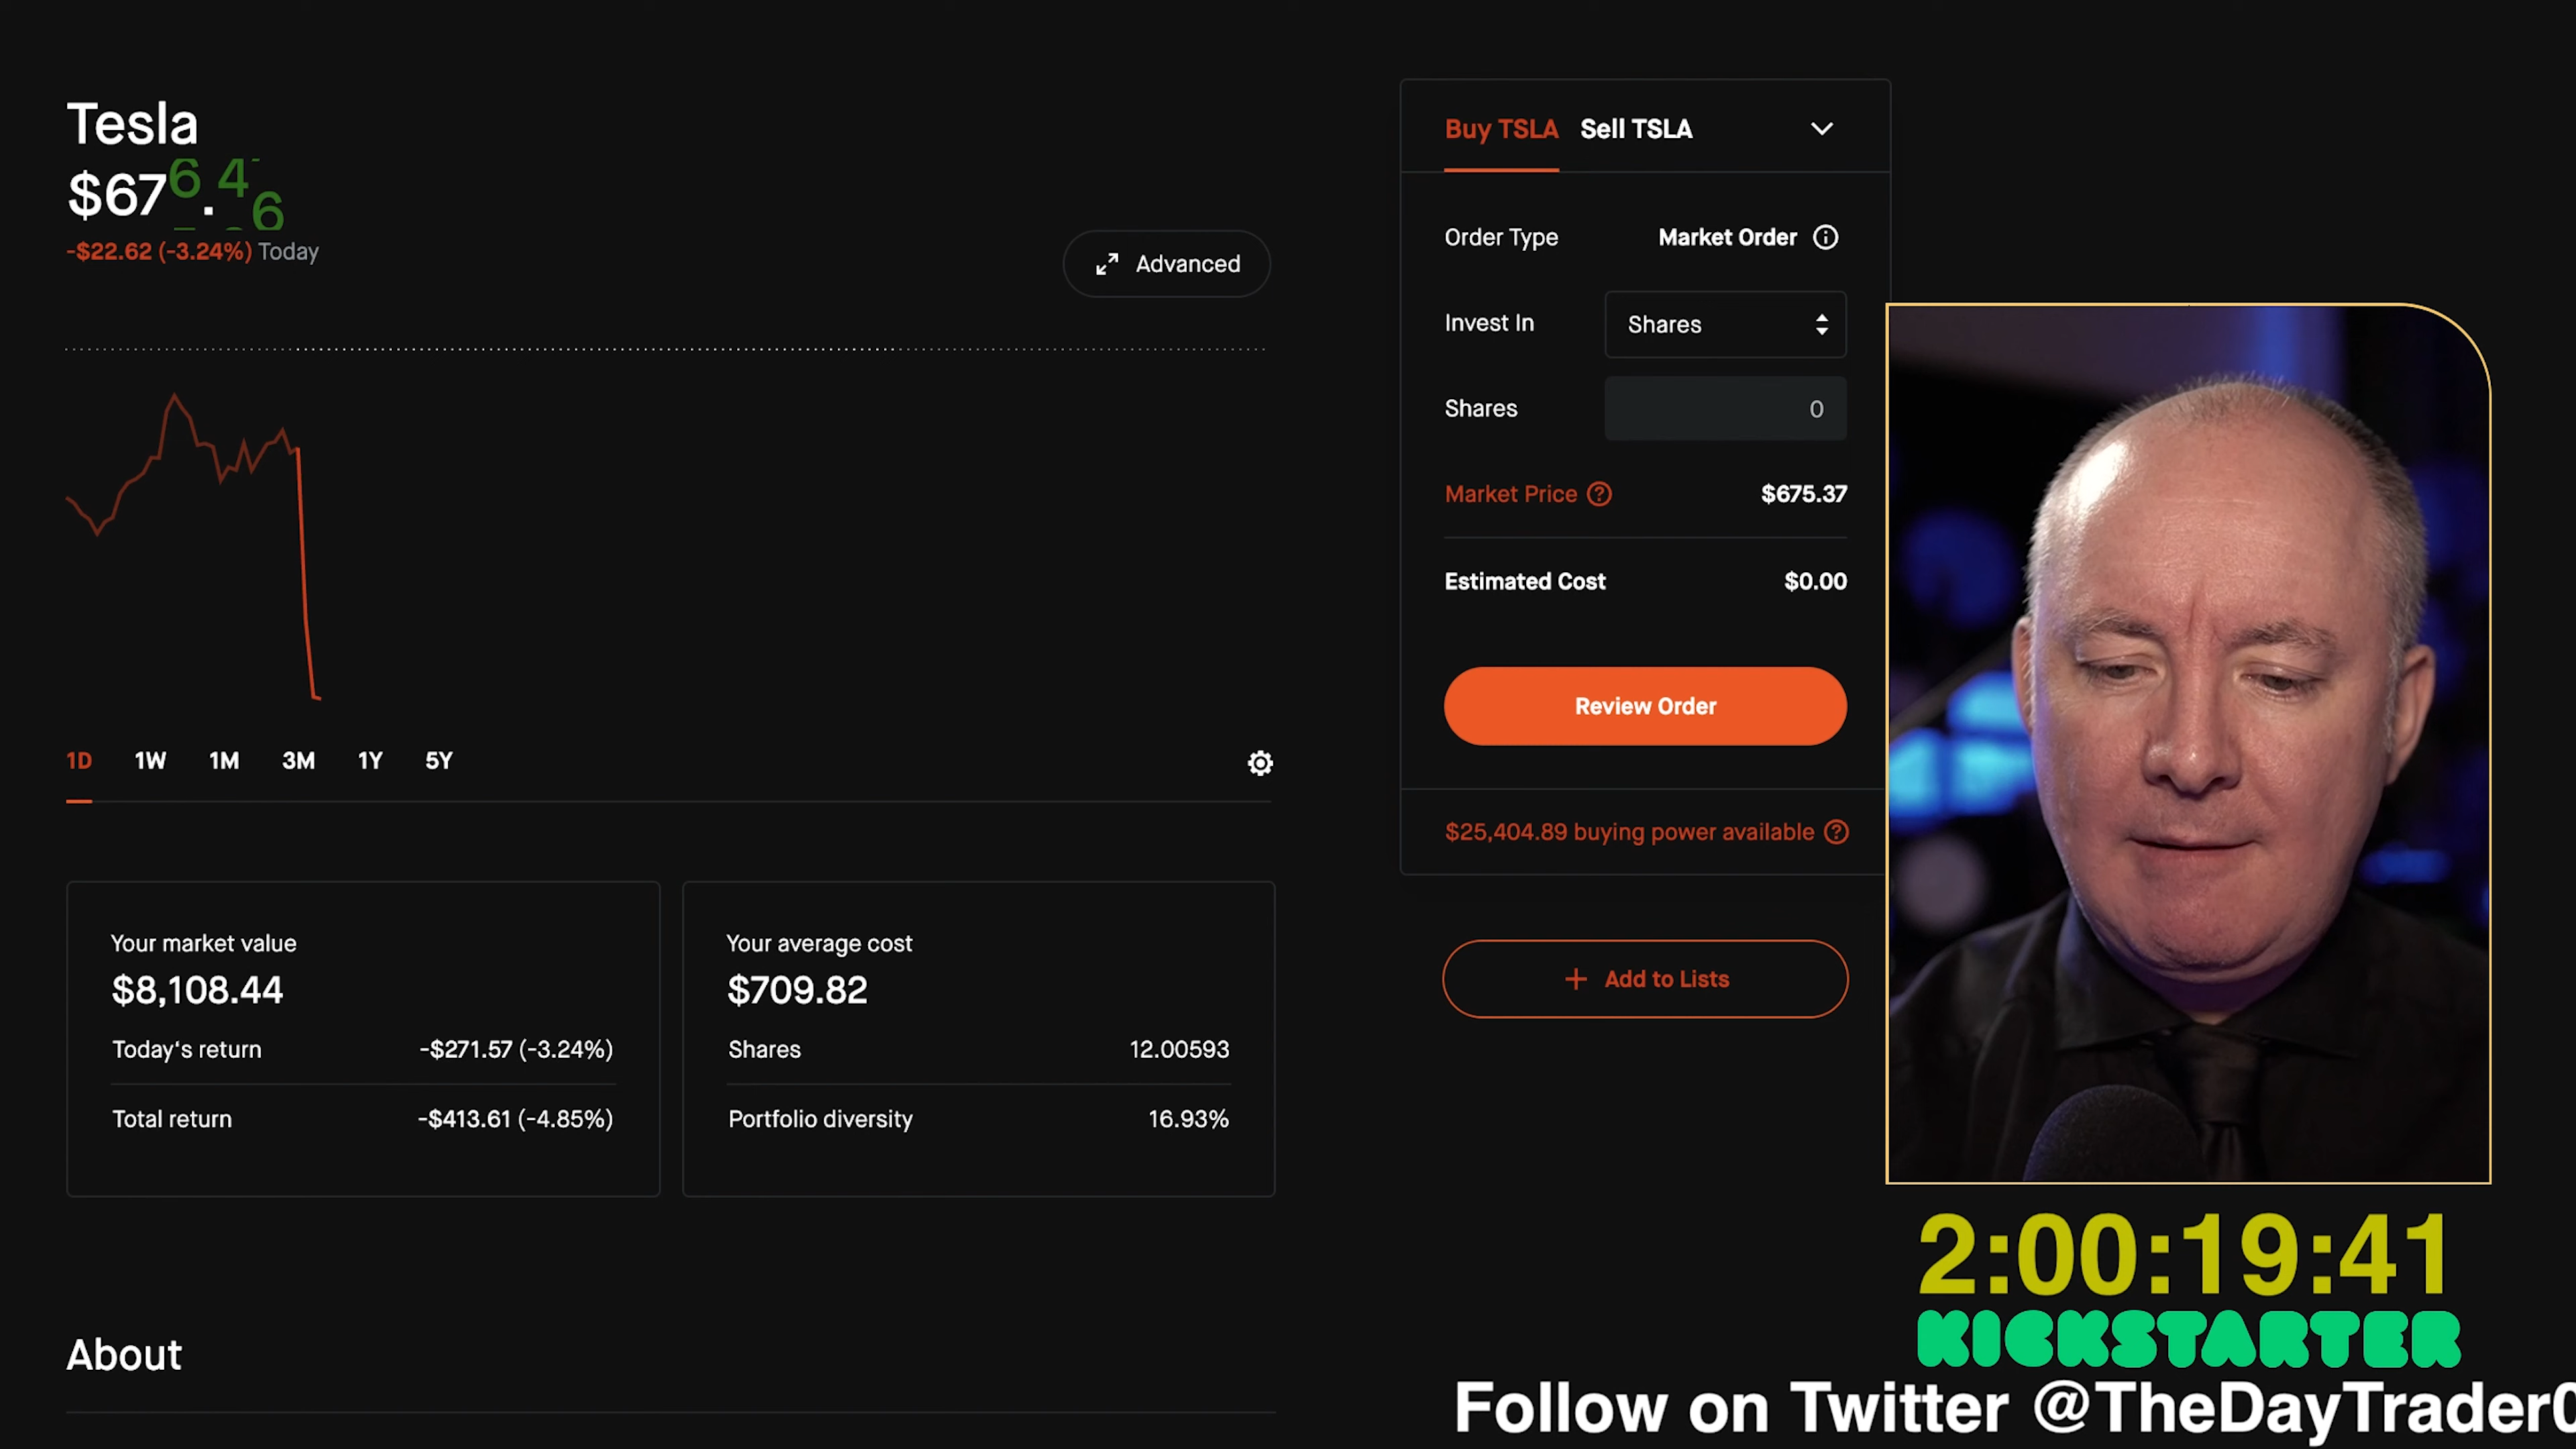 Tesla
-$22.62 (-3.24%) Today
Advanced
1D 1W 1M 3M 1Y 5Y
Your market value
$8,108.44
Today's return -$271.57 (-3.24%)
Total return -$413.61 (-4.85%)
Your average cost
$709.82
Shares 12.00593
Portfolio diversity 16.93%
About
Buy TSLA Sell TSLA
Order Type Market Order
Invest In Shares
Shares 0
Market Price $675.37
Estimated Cost $0.00
Review Order
$25,404.89 buying power available
+ Add to Lists
2:00:19:41
KICKSTARTER
Follow on Twitter @TheDayTrader